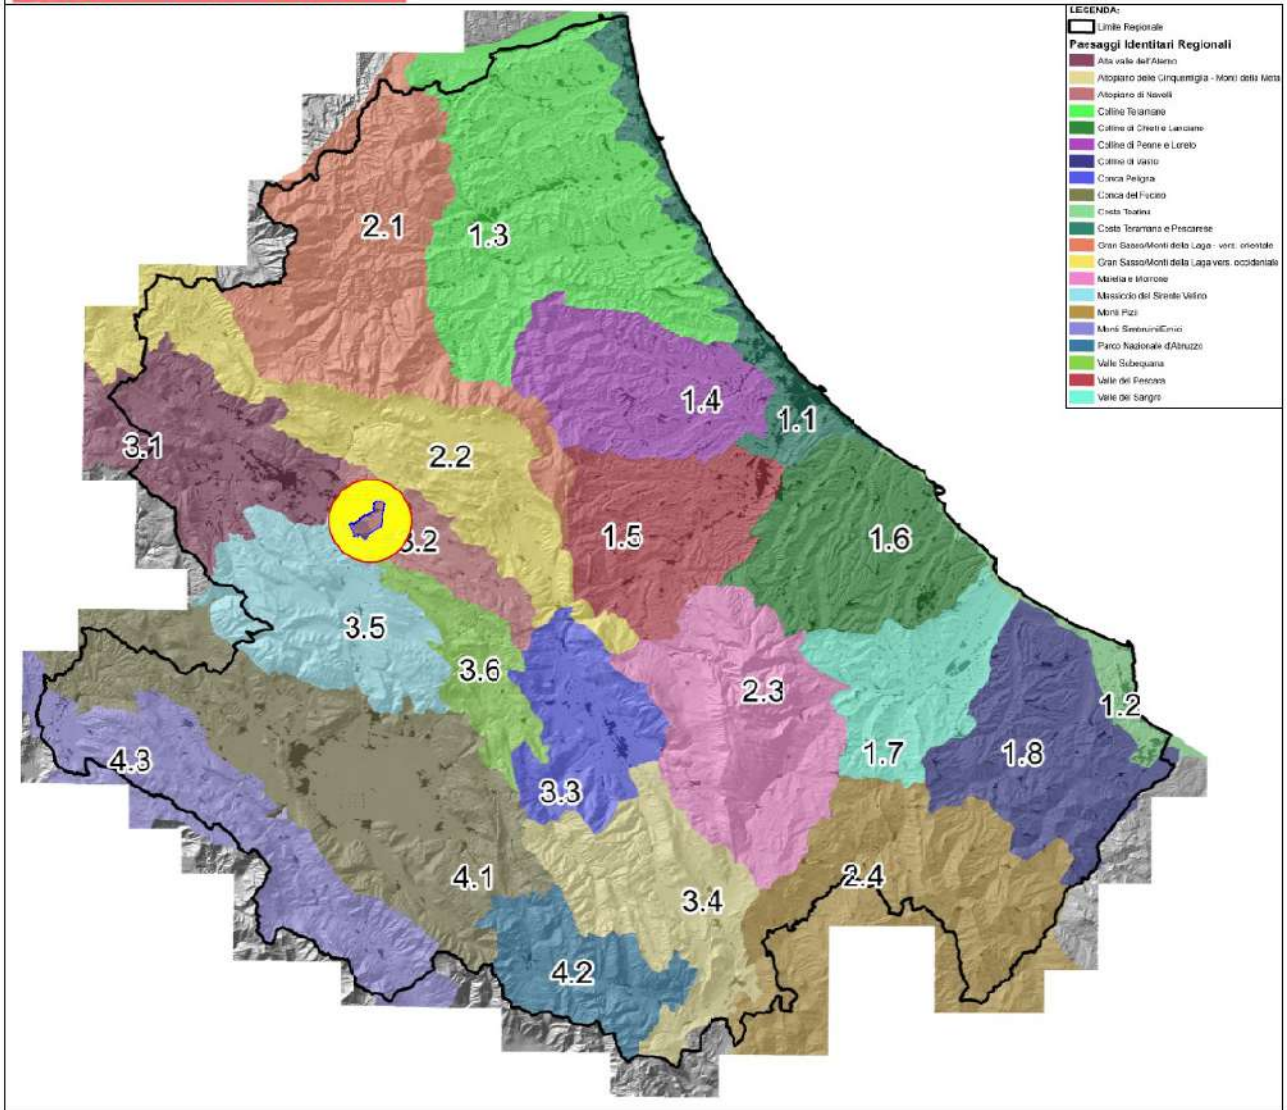 LEGENDA:
Limite Regionale
Paesaggi Identitari Regionali
Alta valle dell'Aterno
Altopiano delle Cinquemiglia - Monti della Meta
Altopiano di Navelli
Colline Teramane
Colline di Chieti e Lanciano
Colline di Penne e Loreto
Colline di Vasto
Conca Peligna
Conca del Fucino
Costa Teatina
Costa Teramana e Pescarese
Gran Sasso/Monti della Laga - vers. orientale
Gran Sasso/Monti della Laga vers. occidentale
Maiella e Morrone
Massiccio del Sirente Velino
Monti Pizii
Monti Simbruini/Ernici
Parco Nazionale d'Abruzzo
Valle Subequana
Valle del Pescara
Valle del Sangro
2.1
1.3
1.4
1.1
3.1
2.2
3.2
1.5
1.6
3.5
3.6
2.3
1.2
4.3
1.7
1.8
3.3
4.1
2.4
3.4
4.2